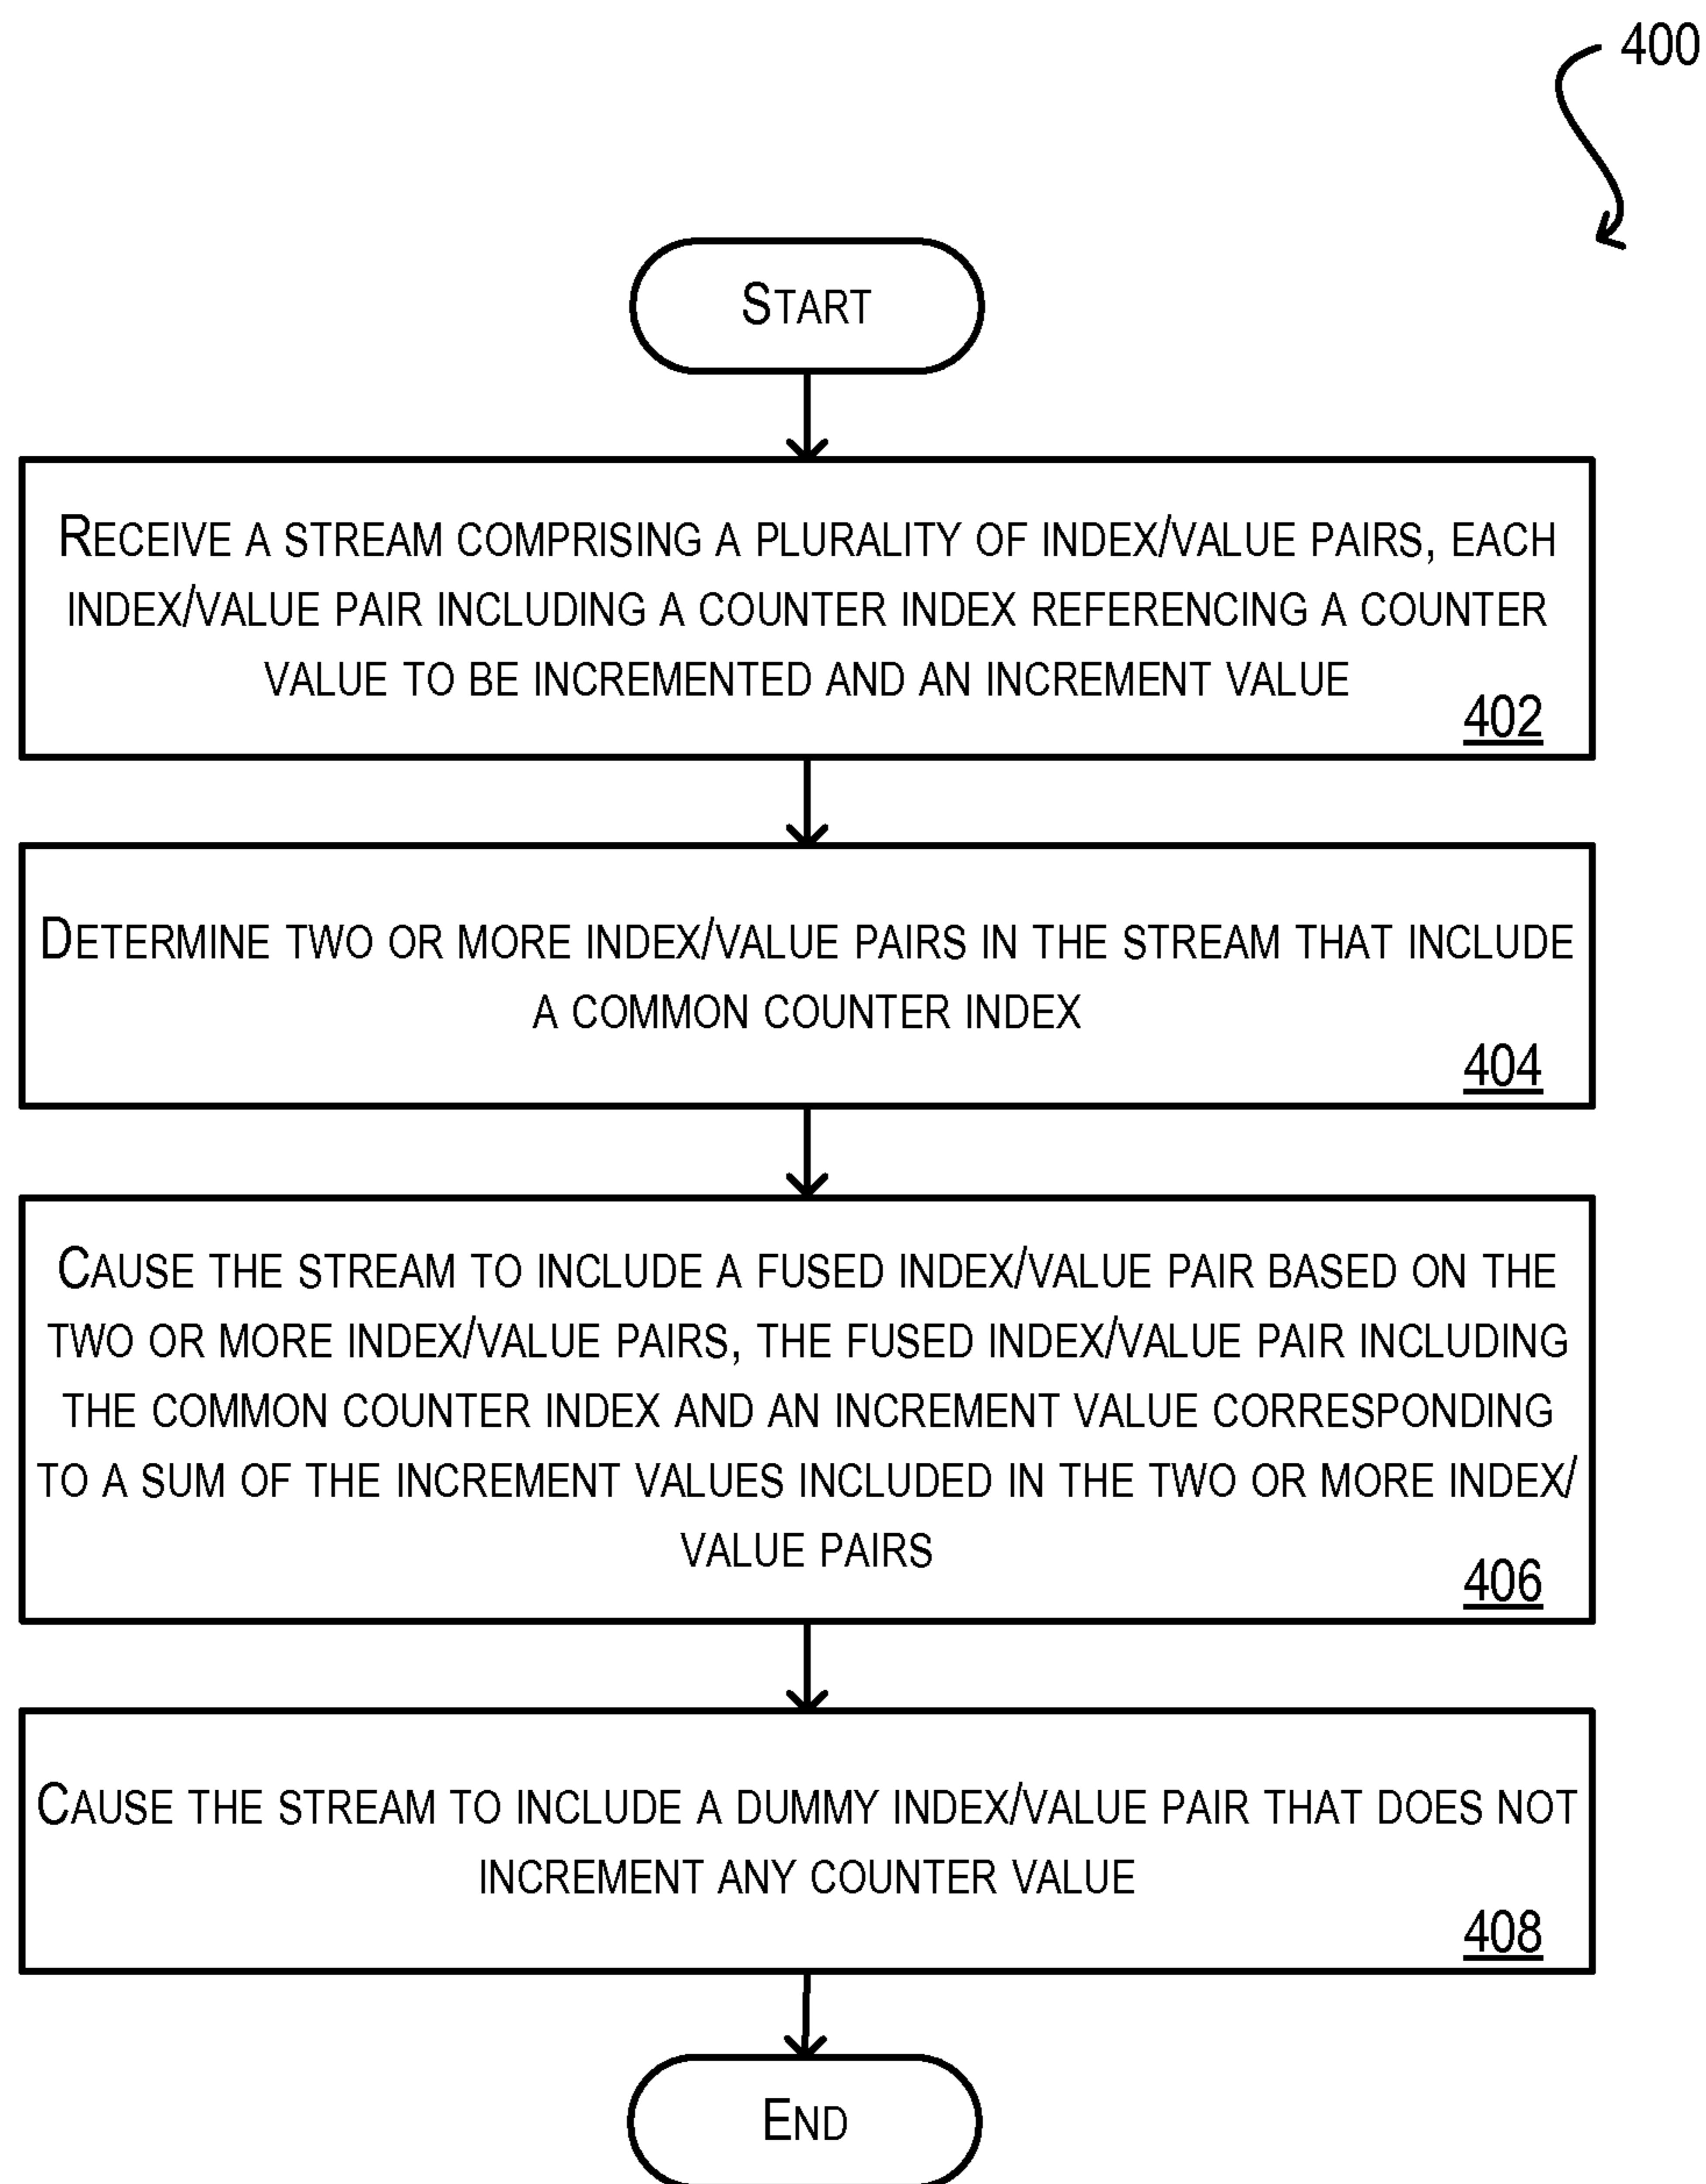 400
START
RECEIVE A STREAM COMPRISING A PLURALITY OF INDEX/VALUE PAIRS, EACH
INDEX/VALUE PAIR INCLUDING A COUNTER INDEX REFERENCING A COUNTER
VALUE TO BE INCREMENTED AND AN INCREMENT VALUE
402
DETERMINE TWO OR MORE INDEX/VALUE PAIRS IN THE STREAM THAT INCLUDE
A COMMON COUNTER INDEX
404
CAUSE THE STREAM TO INCLUDE A FUSED INDEX/VALUE PAIR BASED ON THE
TWO OR MORE INDEX/VALUE PAIRS, THE FUSED INDEX/VALUE PAIR INCLUDING
THE COMMON COUNTER INDEX AND AN INCREMENT VALUE CORRESPONDING
TO A SUM OF THE INCREMENT VALUES INCLUDED IN THE TWO OR MORE INDEX/
VALUE PAIRS
406
CAUSE THE STREAM TO INCLUDE A DUMMY INDEX/VALUE PAIR THAT DOES NOT
INCREMENT ANY COUNTER VALUE
408
END